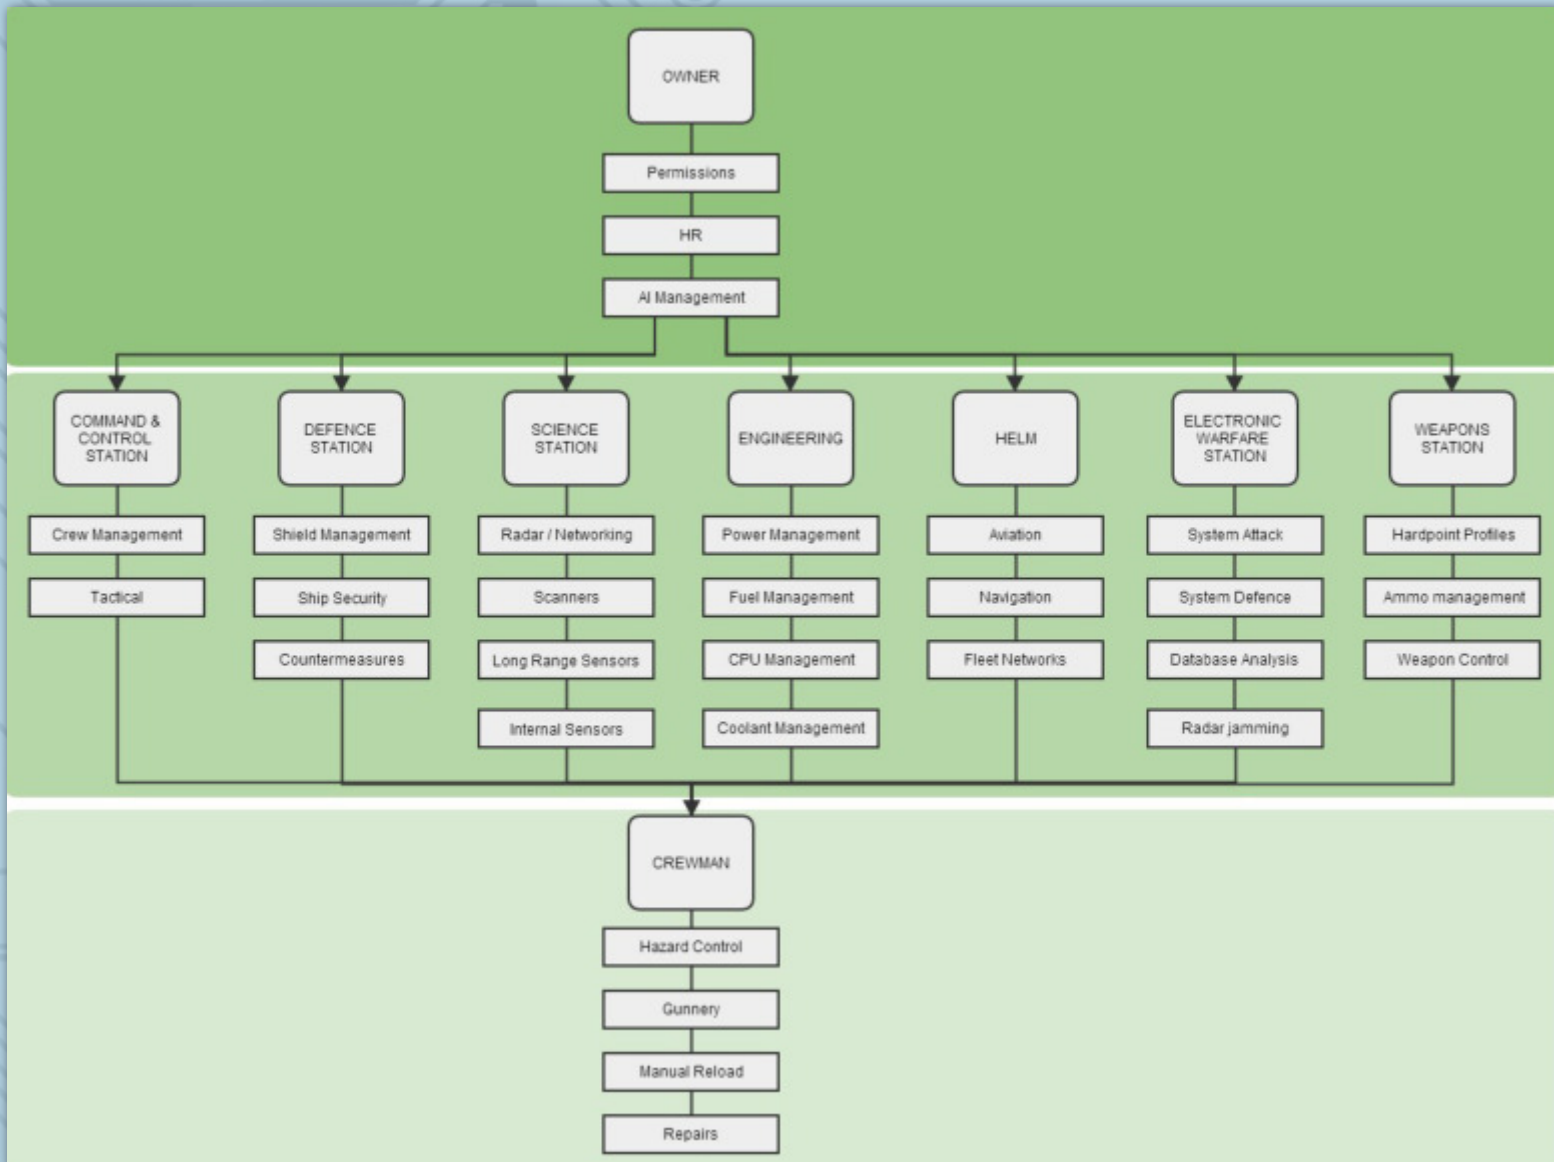 OWNER
Permissions
HR
AI Management
COMMAND &
CONTROL
STATION
Crew Management
Tactical
DEFENCE
STATION
Shield Management
Ship Security
Countermeasures
SCIENCE
STATION
Radar / Networking
Scanners
Long Range Sensors
Internal Sensors
ENGINEERING
Power Management
Fuel Management
CPU Management
Coolant Management
HELM
Aviation
Navigation
Fleet Networks
ELECTRONIC
WARFARE
STATION
System Attack
System Defence
Database Analysis
Radar jamming
WEAPONS
STATION
Hardpoint Profiles
Ammo management
Weapon Control
CREWMAN
Hazard Control
Gunnery
Manual Reload
Repairs